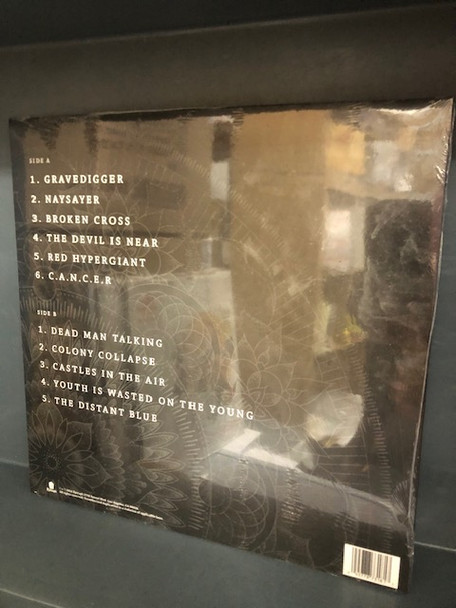 SIDE A
1. GRAVEDIGGER
2. NAYSAYER
3. BROKEN CROSS
4. THE DEVIL IS NEAR
5. RED HYPERGIANT
6. C.A.N.C.E.R
SIDE B
1. DEAD MAN TALKING
2. COLONY COLLAPSE
3. CASTLES IN THE AIR
4. YOUTH IS WASTED ON THE YOUNG
5. THE DISTANT BLUE